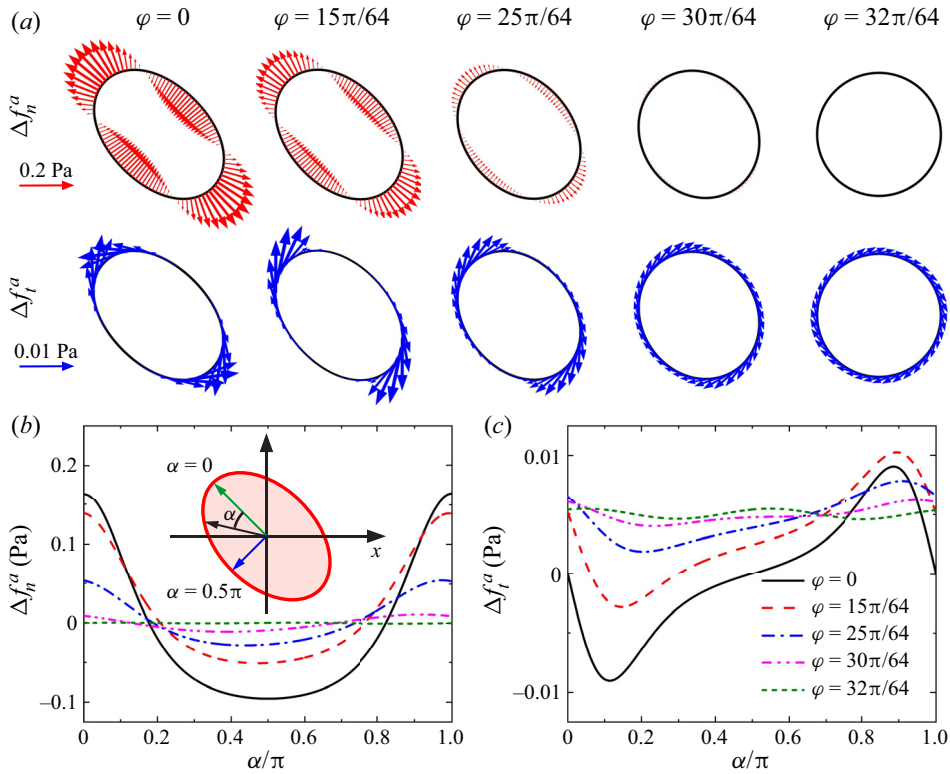 (a) φ = 0 φ = 15π/64 φ = 25π/64 φ = 30π/64 φ = 32π/64
Δf_n^a
0.2 Pa
Δf_t^a
0.01 Pa
(b)
Δf_n^a (Pa)
0.2
0.1
0
−0.1
0 0.2 0.4 0.6 0.8 1.0
α/π
α = 0
α
x
α = 0.5π
(c)
Δf_t^a (Pa)
0.01
0
−0.01
0 0.2 0.4 0.6 0.8 1.0
α/π
φ = 0
φ = 15π/64
φ = 25π/64
φ = 30π/64
φ = 32π/64